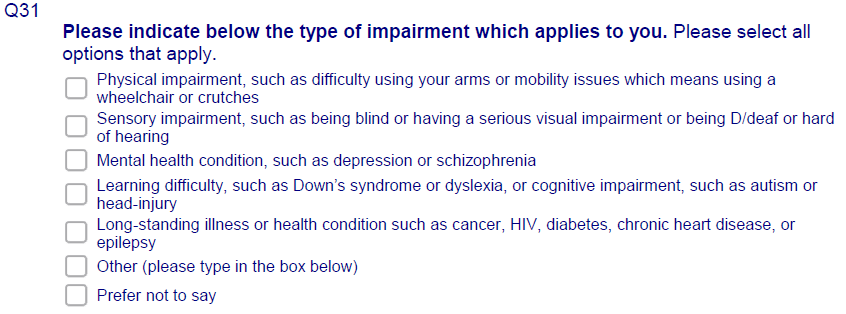 Q31
Please indicate below the type of impairment which applies to you. Please select all
options that apply.
Physical impairment, such as difficulty using your arms or mobility issues which means using a
wheelchair or crutches
Sensory impairment, such as being blind or having a serious visual impairment or being D/deaf or hard
of hearing
Mental health condition, such as depression or schizophrenia
Learning difficulty, such as Down's syndrome or dyslexia, or cognitive impairment, such as autism or
head-injury
Long-standing illness or health condition such as cancer, HIV, diabetes, chronic heart disease, or
epilepsy
Other (please type in the box below)
Prefer not to say